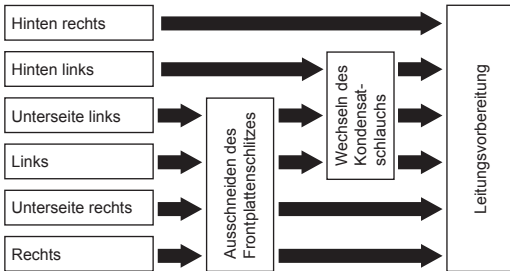 Hinten rechts
Hinten links
Unterseite links
Links
Unterseite rechts
Rechts
Ausschneiden des
Frontplattenschlitzes
Wechseln des
Kondensat-
schlauchs
Leitungsvorbereitung